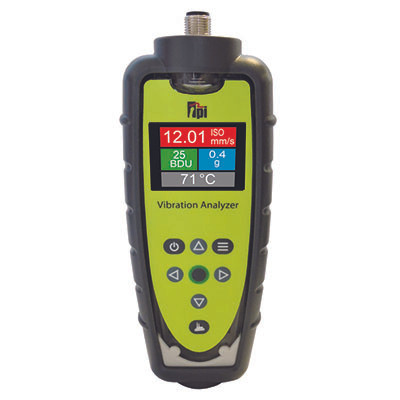 TPI
12.01 ISO mm/s
25 BDU 0.4 g
71 °C
Vibration Analyzer